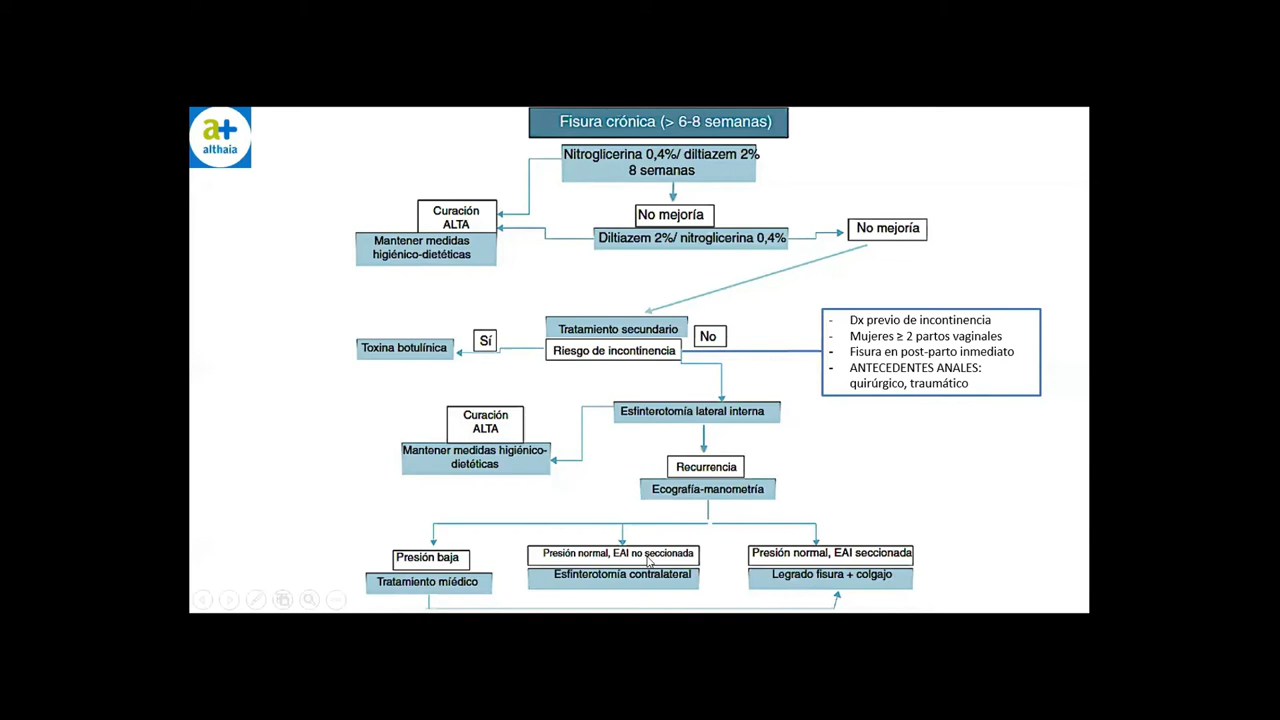 a+
althaia
Fisura crónica (> 6-8 semanas)
Nitroglicerina 0,4%/ diltiazem 2%
8 semanas
Curación
ALTA
Mantener medidas
higiénico-dietéticas
No mejoría
Diltiazem 2%/ nitroglicerina 0,4%
No mejoría
Tratamiento secundario
Riesgo de incontinencia
Sí
No
Toxina botulínica
- Dx previo de incontinencia
- Mujeres ≥ 2 partos vaginales
- Fisura en post-parto inmediato
- ANTECEDENTES ANALES:
quirúrgico, traumático
Esfinterotomía lateral interna
Curación
ALTA
Mantener medidas higiénico-
dietéticas
Recurrencia
Ecografía-manometría
Presión baja
Tratamiento míédico
Presión normal, EAI no seccionada
Esfinterotomía contralateral
Presión normal, EAI seccionada
Legrado fisura + colgajo